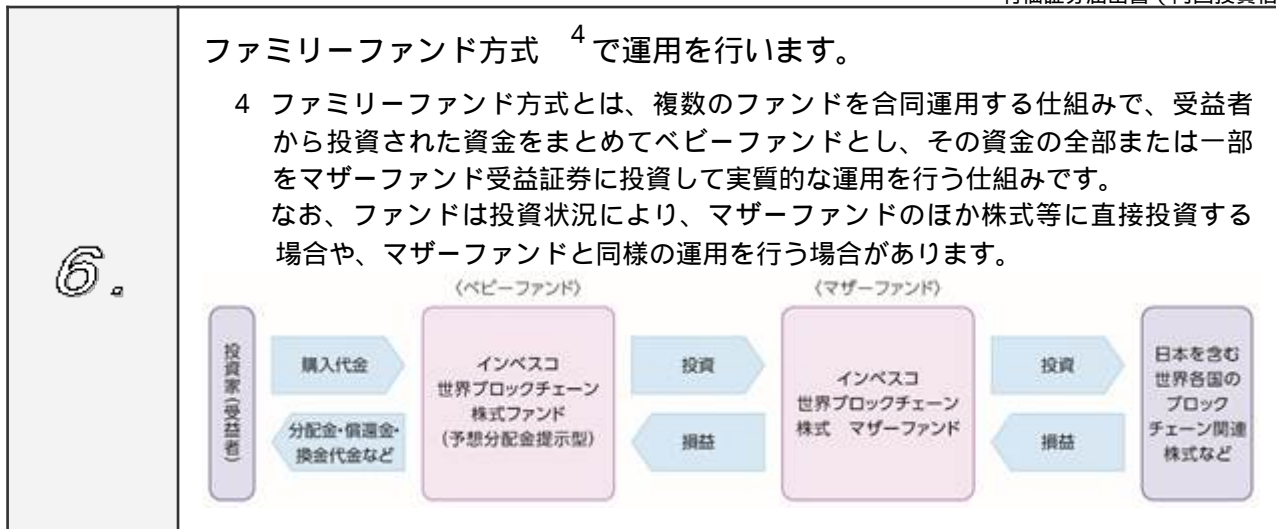 ファミリーファンド方式 4で運用を行います。
4 ファミリーファンド方式とは、複数のファンドを合同運用する仕組みで、受益者
から投資された資金をまとめてベビーファンドとし、その資金の全部または一部
をマザーファンド受益証券に投資して実質的な運用を行う仕組みです。
なお、ファンドは投資状況により、マザーファンドのほか株式等に直接投資する
場合や、マザーファンドと同様の運用を行う場合があります。
6.
〈ベビーファンド〉
〈マザーファンド〉
投資家(受益者)
購入代金
分配金・償還金・
換金代金など
インベスコ
世界ブロックチェーン
株式ファンド
(予想分配金提示型)
投資
損益
インベスコ
世界ブロックチェーン
株式 マザーファンド
投資
損益
日本を含む
世界各国の
ブロック
チェーン関連
株式など